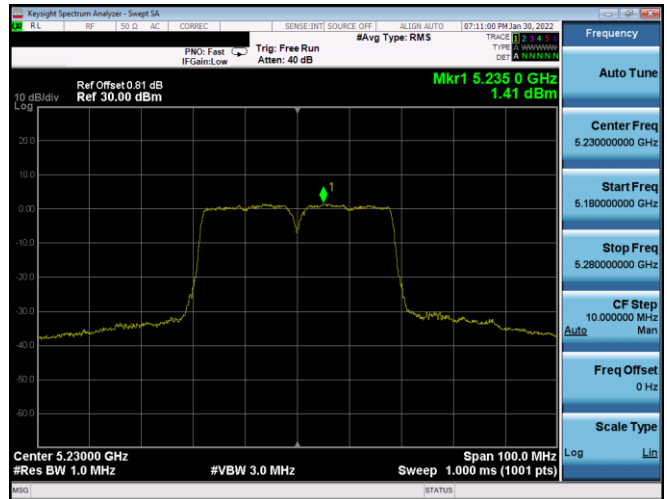 Keysight Spectrum Analyzer - Swept SA
RL RF 50 Ω AC CORREC SENSE:INT SOURCE OFF ALIGN AUTO 07:11:00 PM Jan 30, 2022
PNO: Fast
IFGain:Low
Trig: Free Run
Atten: 40 dB
#Avg Type: RMS
TRACE 1 2 3 4 5 6
TYPE A WWWWW
DET A NNNNN
Ref Offset 0.81 dB
Ref 30.00 dBm
10 dB/div
Log
Mkr1 5.235 0 GHz
1.41 dBm
20.0
10.0
0.00
-10.0
-20.0
-30.0
-40.0
-50.0
-60.0
1
Center 5.23000 GHz
#Res BW 1.0 MHz
#VBW 3.0 MHz
Span 100.0 MHz
Sweep 1.000 ms (1001 pts)
MSG
STATUS
Frequency
Auto Tune
Center Freq
5.230000000 GHz
Start Freq
5.180000000 GHz
Stop Freq
5.280000000 GHz
CF Step
10.000000 MHz
Auto Man
Freq Offset
0 Hz
Scale Type
Log Lin